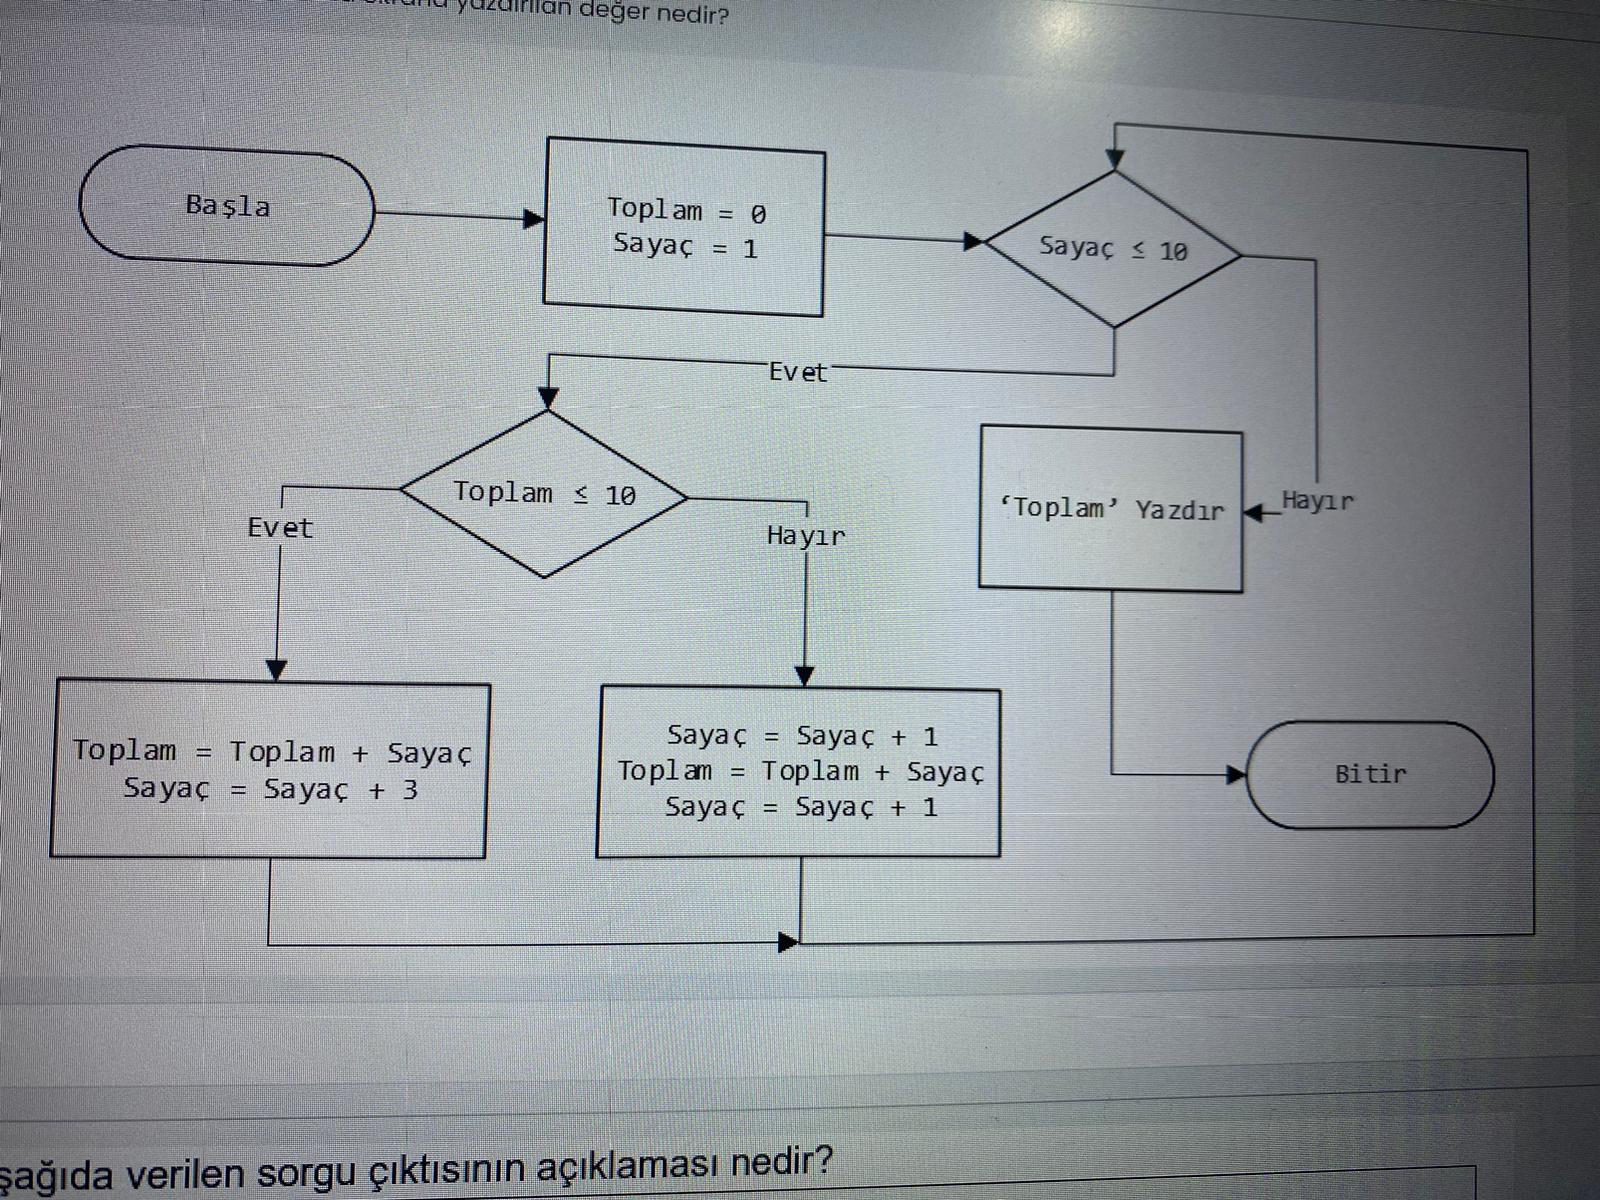 yazdırılan değer nedir?
Başla
Toplam = 0
Sayaç = 1
Sayaç ≤ 10
Evet
Toplam ≤ 10
Evet
Hayır
‘Toplam’ Yazdır
Hayır
Toplam = Toplam + Sayaç
Sayaç = Sayaç + 3
Sayaç = Sayaç + 1
Toplam = Toplam + Sayaç
Sayaç = Sayaç + 1
Bitir
şağıda verilen sorgu çıktısının açıklaması nedir?